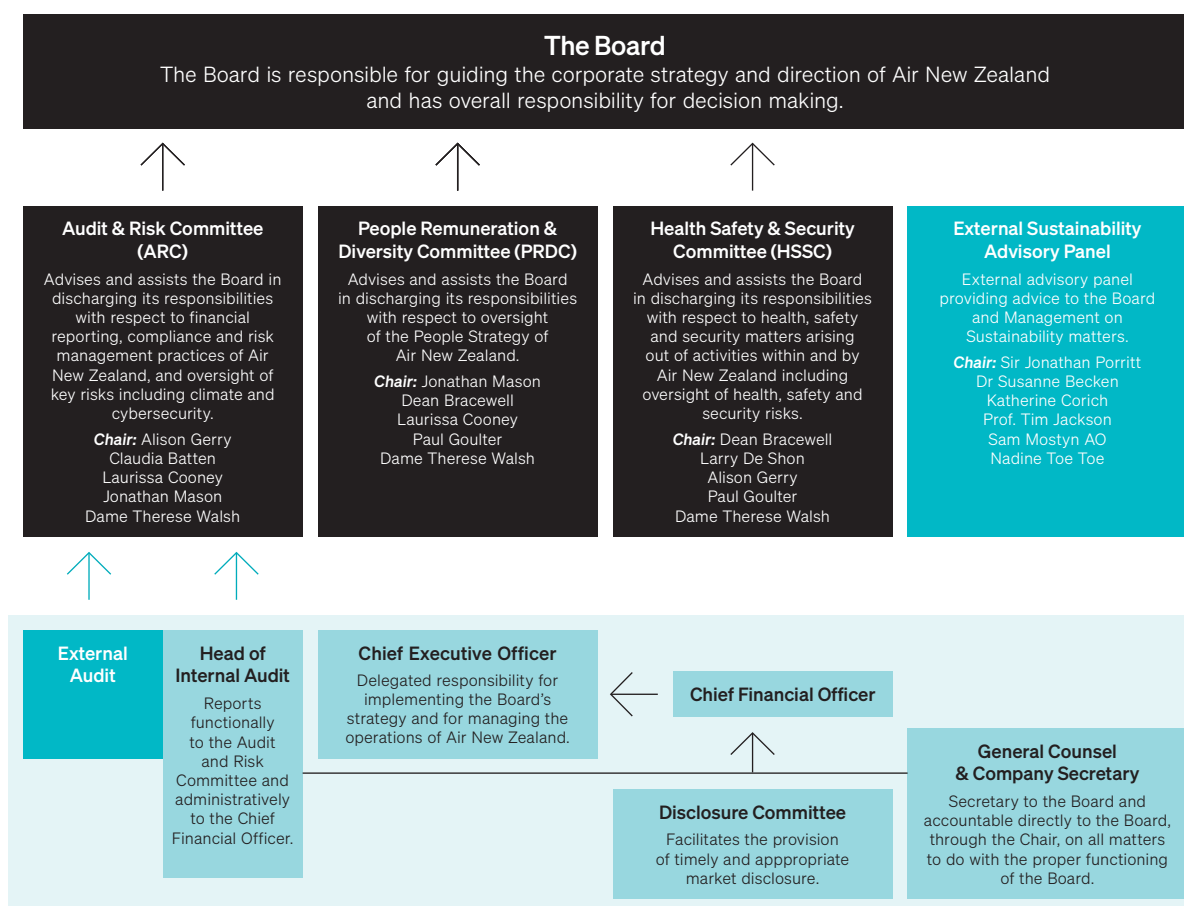 The Board
The Board is responsible for guiding the corporate strategy and direction of Air New Zealand
and has overall responsibility for decision making.
Audit & Risk Committee
(ARC)
Advises and assists the Board in
discharging its responsibilities
with respect to financial
reporting, compliance and risk
management practices of Air
New Zealand, and oversight of
key risks including climate and
cybersecurity.
Chair: Alison Gerry
Claudia Batten
Laurissa Cooney
Jonathan Mason
Dame Therese Walsh
People Remuneration &
Diversity Committee (PRDC)
Advises and assists the Board
in discharging its responsibilities
with respect to oversight
of the People Strategy of
Air New Zealand.
Chair: Jonathan Mason
Dean Bracewell
Laurissa Cooney
Paul Goulter
Dame Therese Walsh
Health Safety & Security
Committee (HSSC)
Advises and assists the Board
in discharging its responsibilities
with respect to health, safety
and security matters arising
out of activities within and by
Air New Zealand including
oversight of health, safety and
security risks.
Chair: Dean Bracewell
Larry De Shon
Alison Gerry
Paul Goulter
Dame Therese Walsh
External Sustainability
Advisory Panel
External advisory panel
providing advice to the Board
and Management on
Sustainability matters.
Chair: Sir Jonathan Porritt
Dr Susanne Becken
Katherine Corich
Prof. Tim Jackson
Sam Mostyn AO
Nadine Toe Toe
External
Audit
Head of
Internal Audit
Reports
functionally
to the Audit
and Risk
Committee and
administratively
to the Chief
Financial Officer.
Chief Executive Officer
Delegated responsibility for
implementing the Board's
strategy and for managing the
operations of Air New Zealand.
Chief Financial Officer
Disclosure Committee
Facilitates the provision
of timely and apppropriate
market disclosure.
General Counsel
& Company Secretary
Secretary to the Board and
accountable directly to the Board,
through the Chair, on all matters
to do with the proper functioning
of the Board.